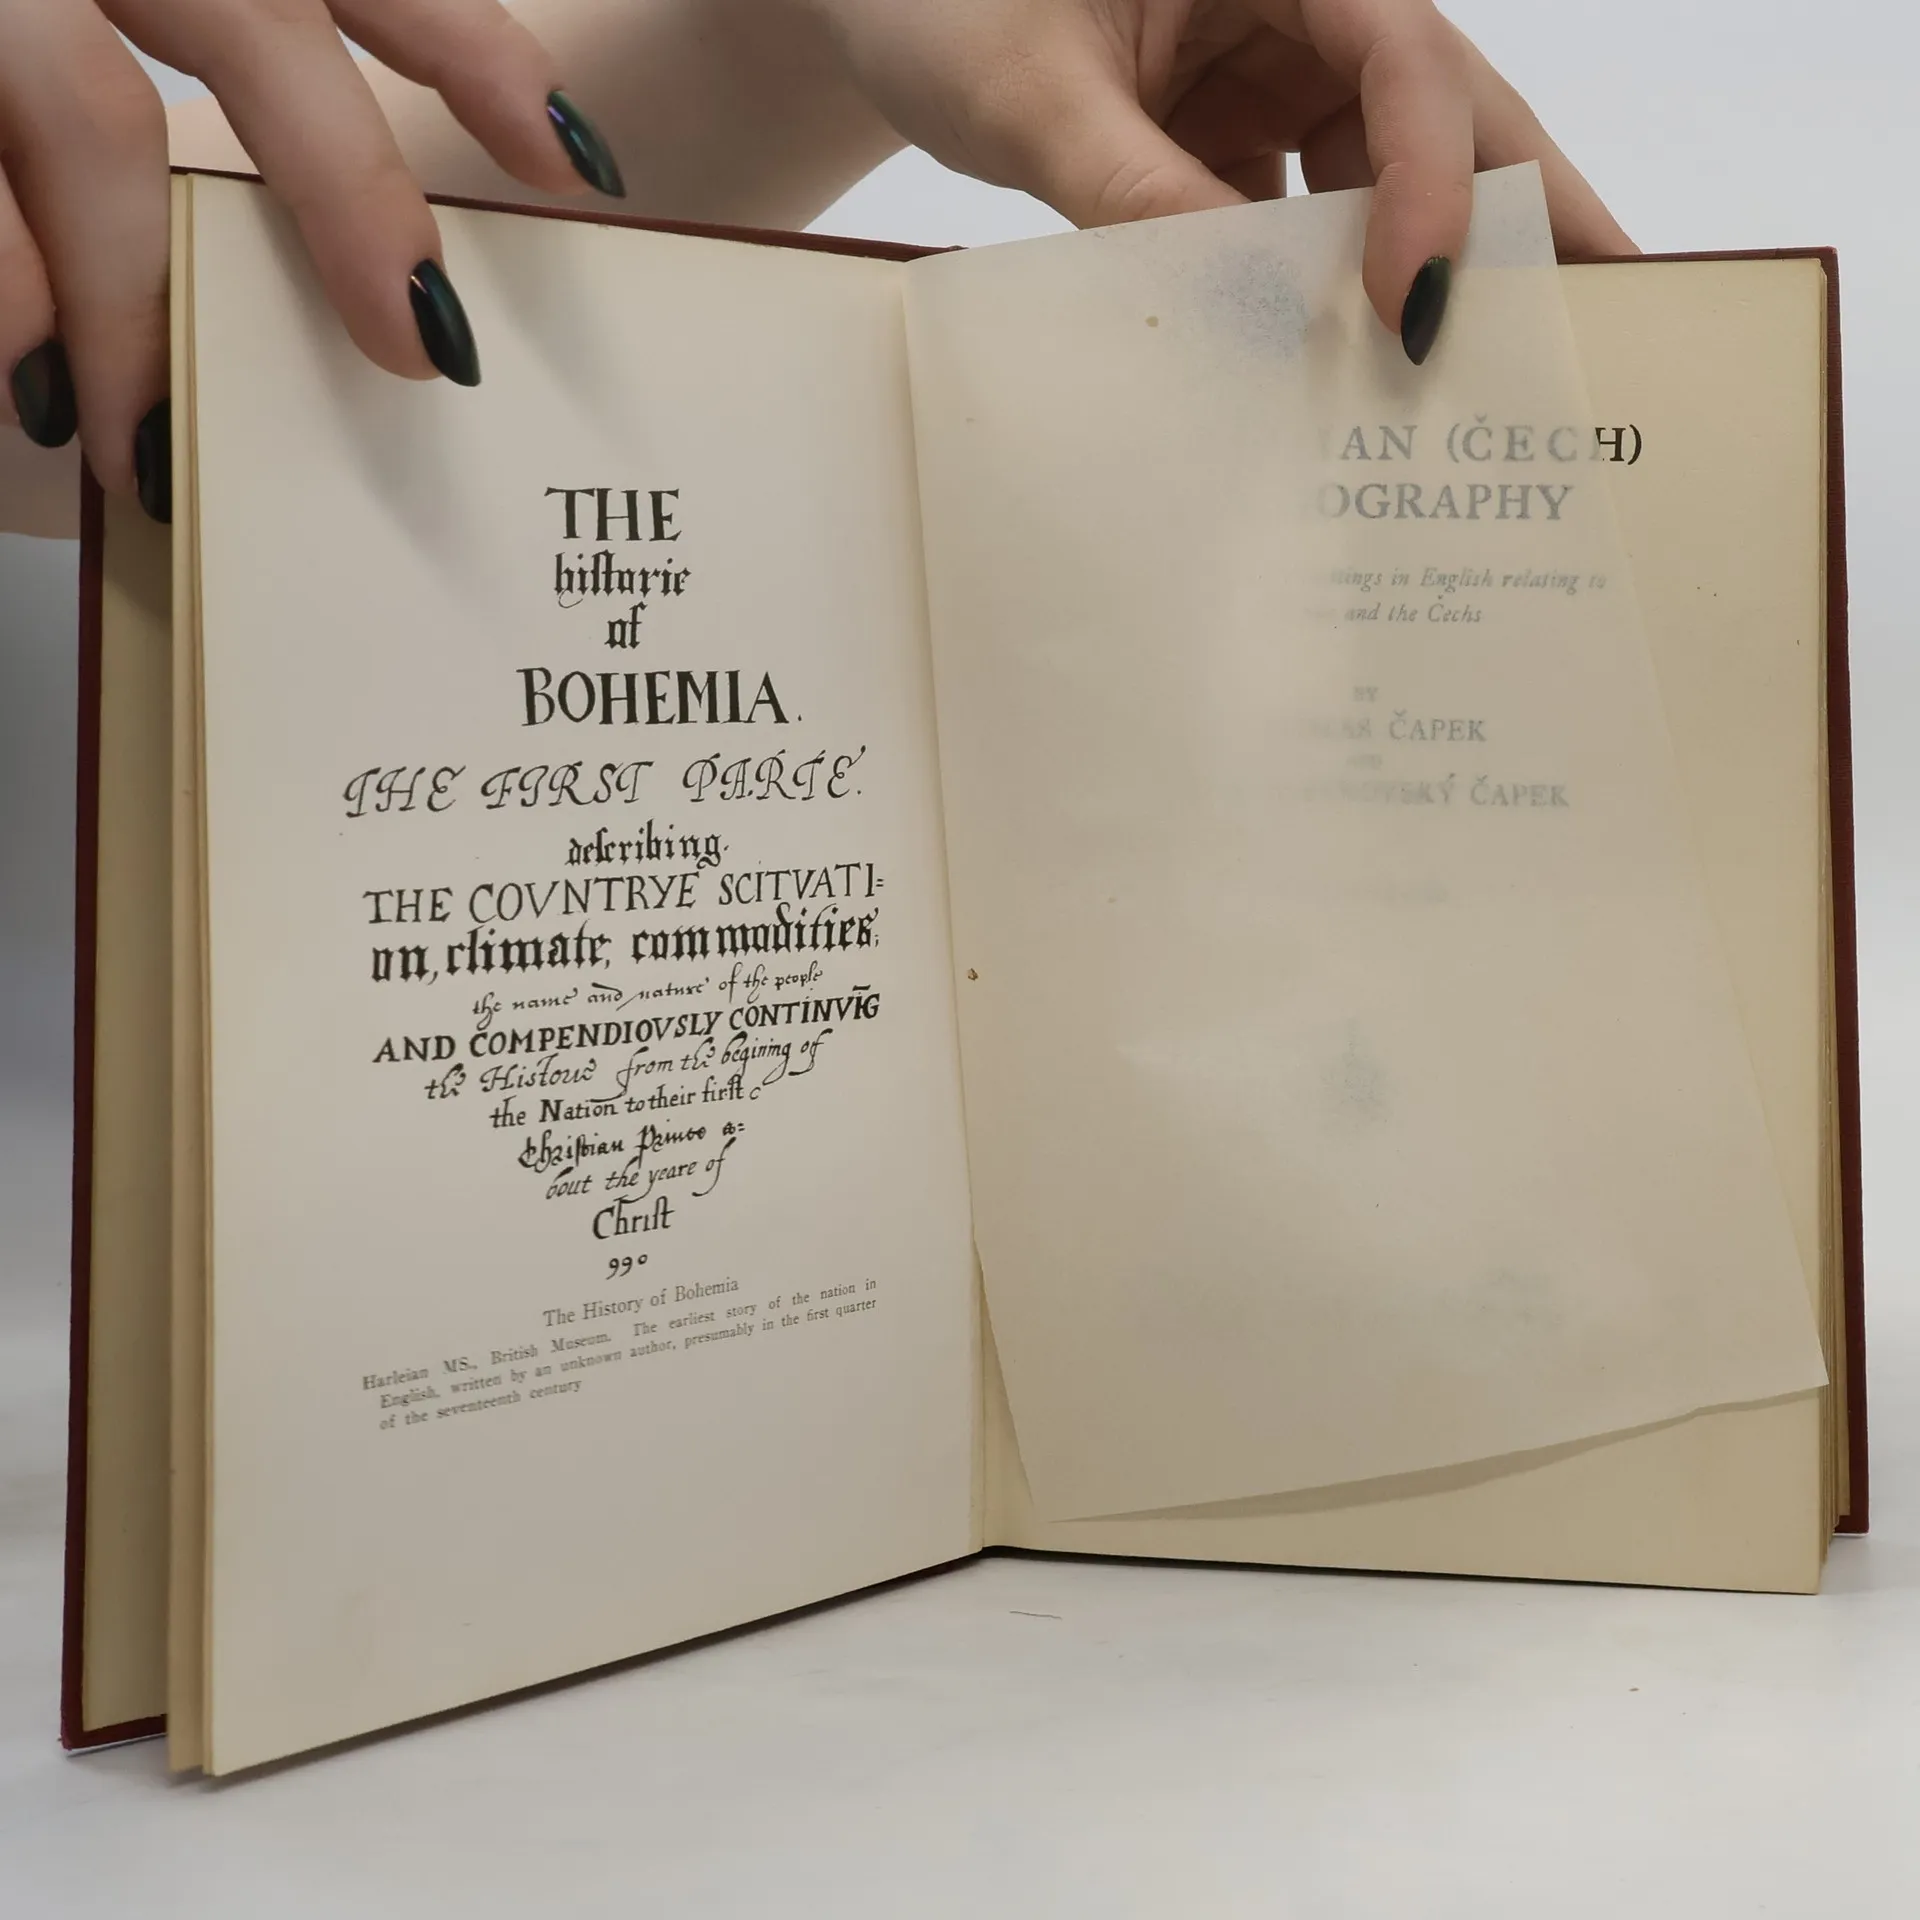 THE
historie
of
BOHEMIA.
THE FIRST PARTE.
describing.
THE COVNTRYE SCITVATI=
on, climate, commodities,
the name and nature of the people
AND COMPENDIOVSLY CONTINVĪG
the Historie from the begining of
the Nation to their first
Christian Prince a=
bout the yeare of
Christ
990
The History of Bohemia
Harleian MS., British Museum. The earliest story of the nation in
English, written by an unknown author, presumably in the first quarter
of the seventeenth century
AN (ČECH)
OGRAPHY
in English relating to
and the Čechs
BY
ČAPEK
AND
ČAPEK